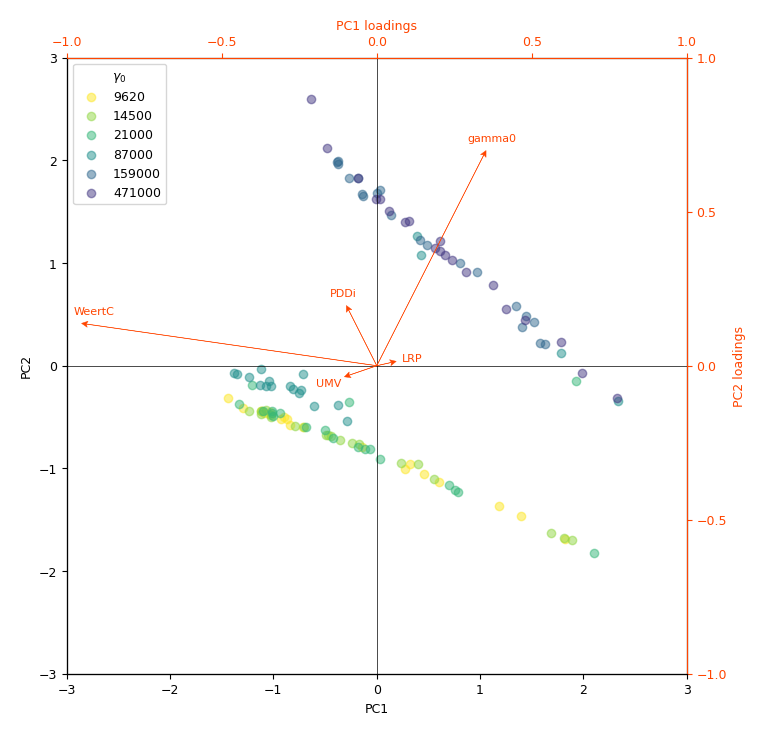 PC1 loadings
−1.0 −0.5 0.0 0.5 1.0
3 1.0
γ0
9620
14500
21000
87000
159000
471000
gamma0
2
0.5
1
PDDi
WeertC
LRP
0 0.0
UMV
PC2
PC2 loadings
−1
−0.5
−2
−3 −1.0
−3 −2 −1 0 1 2 3
PC1